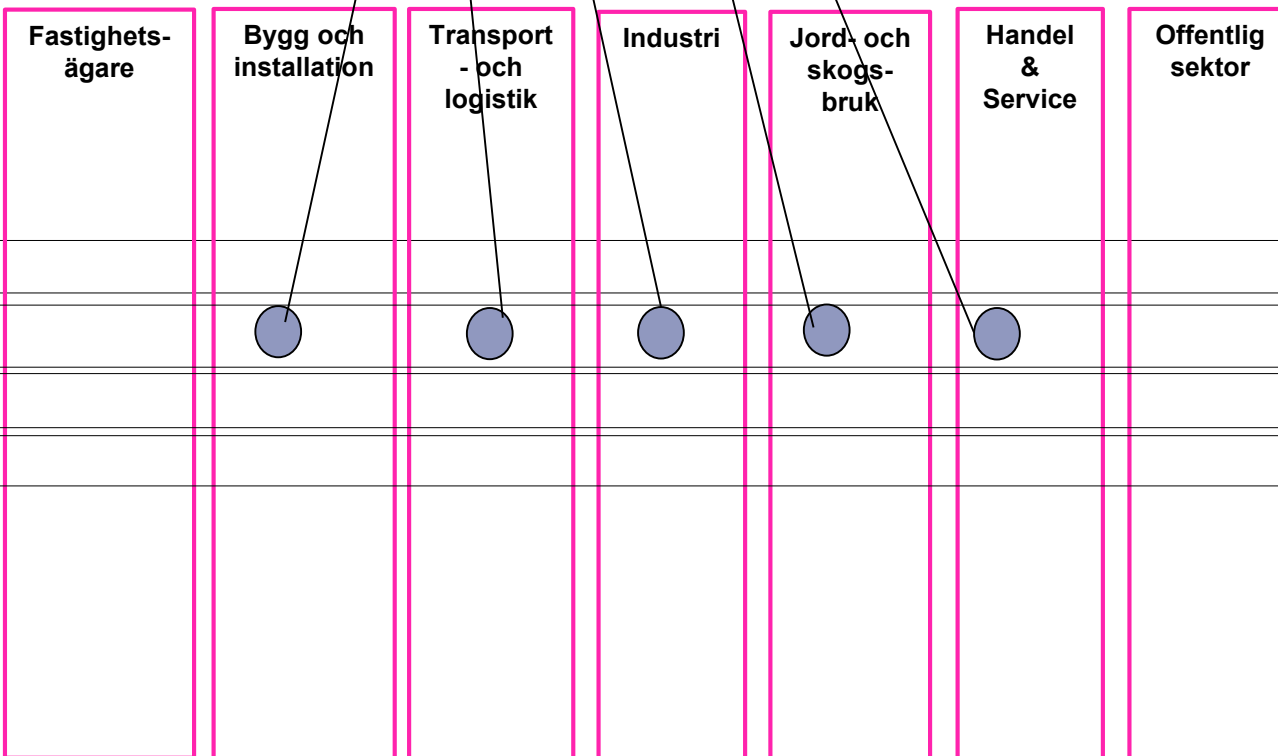 Fastighets-
ägare
Bygg och
installation
Transport
- och
logistik
Industri
Jord- och
skogs-
bruk
Handel
&
Service
Offentlig
sektor